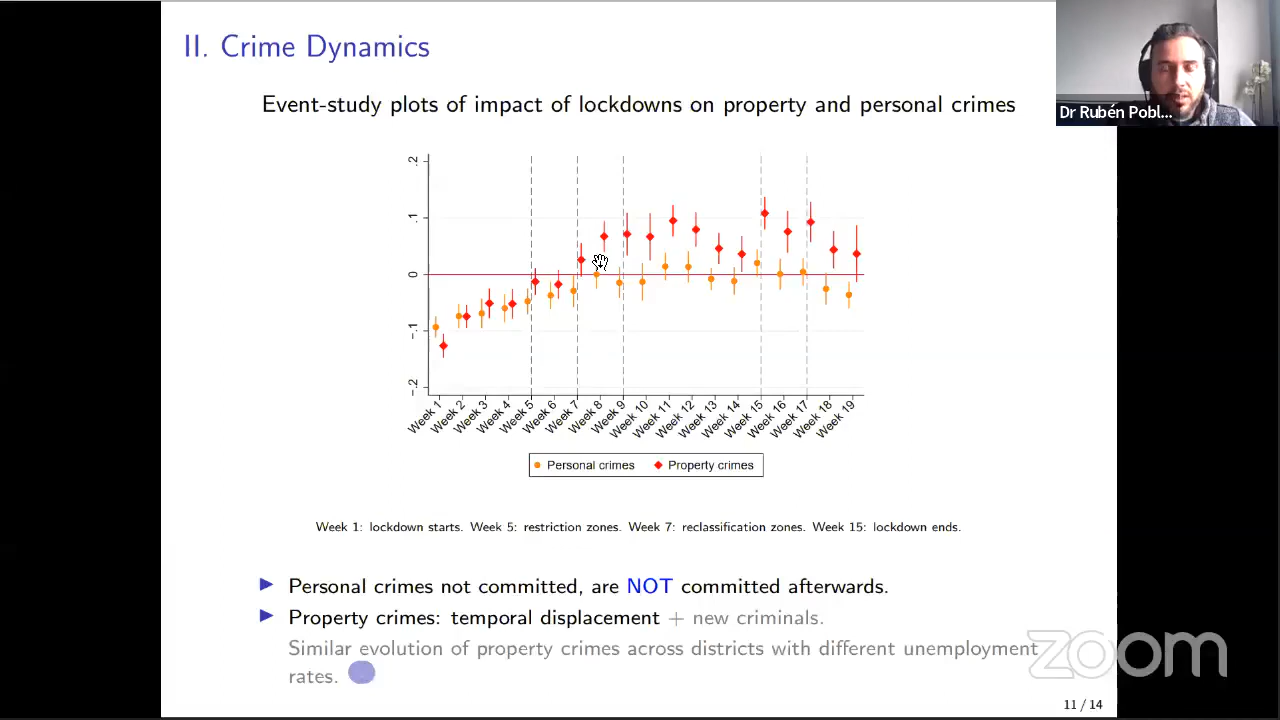 II. Crime Dynamics
Event-study plots of impact of lockdowns on property and personal crimes
Dr Rubén Pobl...
.2
.1
0
-.1
-.2
Week 1
Week 2
Week 3
Week 4
Week 5
Week 6
Week 7
Week 8
Week 9
Week 10
Week 11
Week 12
Week 13
Week 14
Week 15
Week 16
Week 17
Week 18
Week 19
Personal crimes Property crimes
Week 1: lockdown starts. Week 5: restriction zones. Week 7: reclassification zones. Week 15: lockdown ends.
Personal crimes not committed, are NOT committed afterwards.
Property crimes: temporal displacement + new criminals.
Similar evolution of property crimes across districts with different unemployment
rates.
zoom
11 / 14